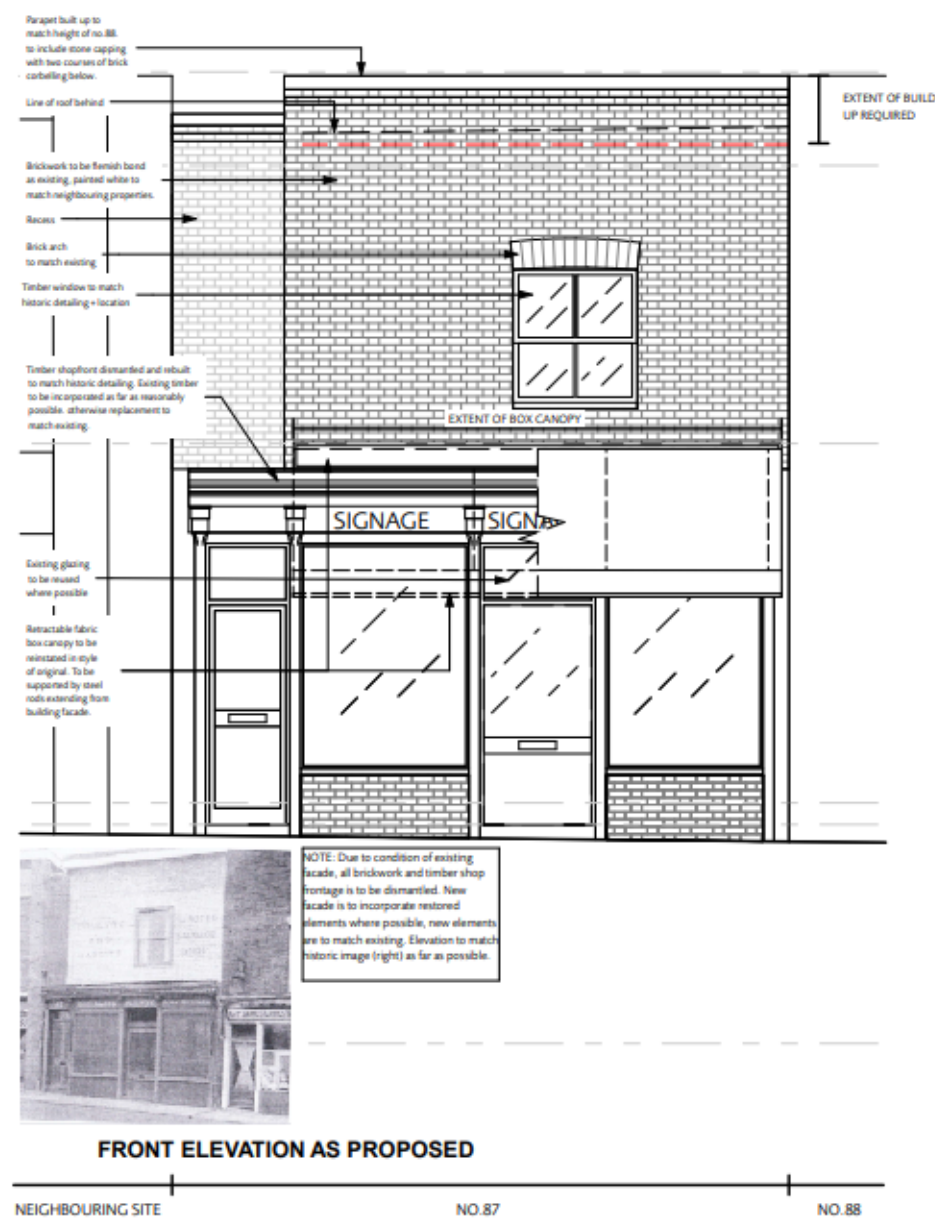 Parapet built up to
match height of no.88.
to include stone capping
with two courses of brick
corbelling below.
EXTENT OF BUILD
UP REQUIRED
Line of roof behind
Brickwork to be flemish bond
as existing, painted white to
match neighbouring properties.
Recess
Brick arch
to match existing
Timber window to match
historic detailing + location
Timber shopfront dismantled and rebuilt
to match historic detailing. Existing timber
to be incorporated as far as reasonably
possible. otherwise replacement to
match existing.
EXTENT OF BOX CANOPY
SIGNAGE
SIGNA
Existing glazing
to be reused
where possible
Retractable fabric
box canopy to be
reinstated in style
of original. To be
supported by steel
rods extending from
building facade.
NOTE: Due to condition of existing
facade, all brickwork and timber shop
frontage is to be dismantled. New
facade is to incorporate restored
elements where possible, new elements
are to match existing. Elevation to match
historic image (right) as far as possible.
FRONT ELEVATION AS PROPOSED
NEIGHBOURING SITE
NO.87
NO.88